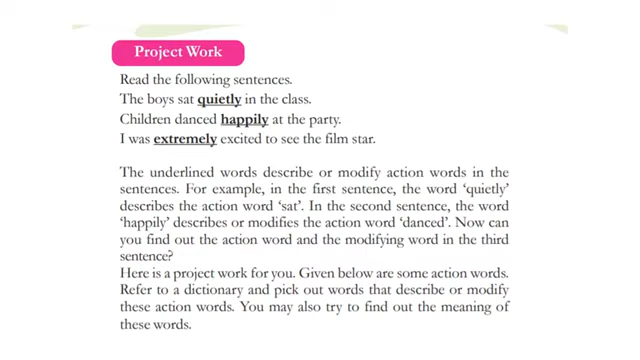 Project Work
Read the following sentences.
The boys sat quietly in the class.
Children danced happily at the party.
I was extremely excited to see the film star.
The underlined words describe or modify action words in the
sentences. For example, in the first sentence, the word ‘quietly’
describes the action word ‘sat’. In the second sentence, the word
‘happily’ describes or modifies the action word ‘danced’. Now can
you find out the action word and the modifying word in the third
sentence?
Here is a project work for you. Given below are some action words.
Refer to a dictionary and pick out words that describe or modify
these action words. You may also try to find out the meaning of
these words.